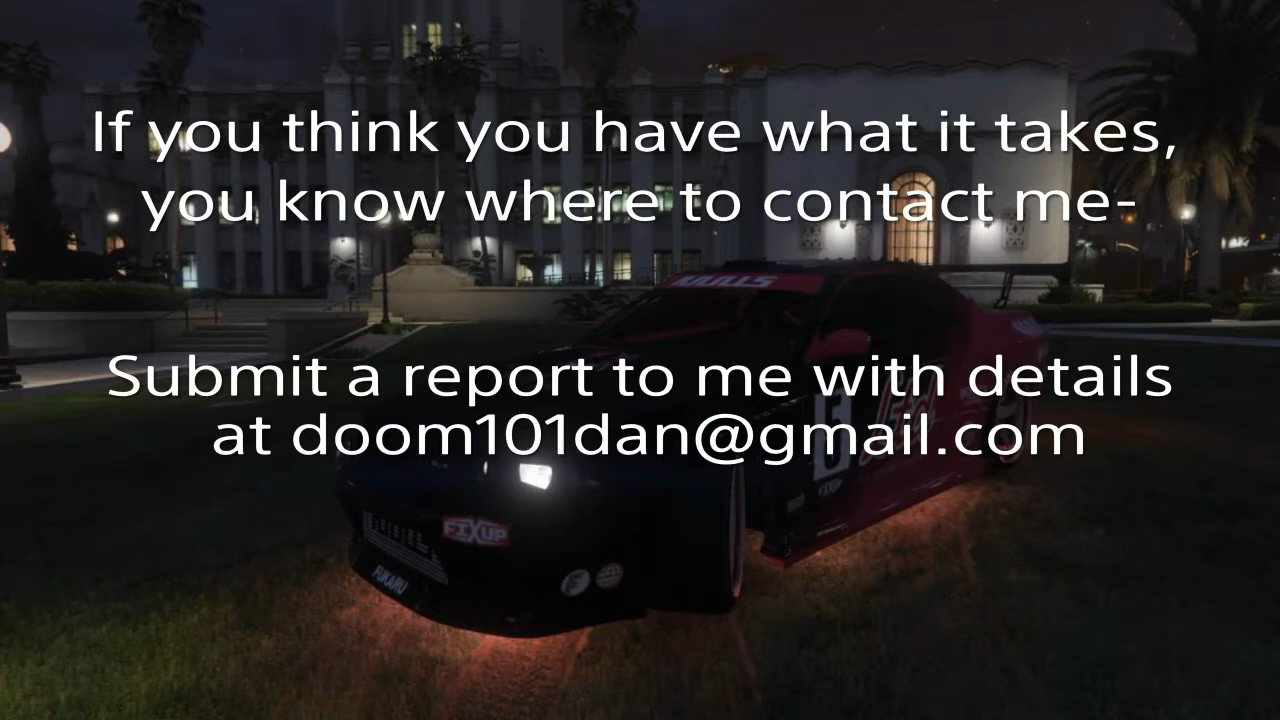 If you think you have what it takes,
you know where to contact me-
Submit a report to me with details
at doom101dan@gmail.com
FIXUP
FUKARU